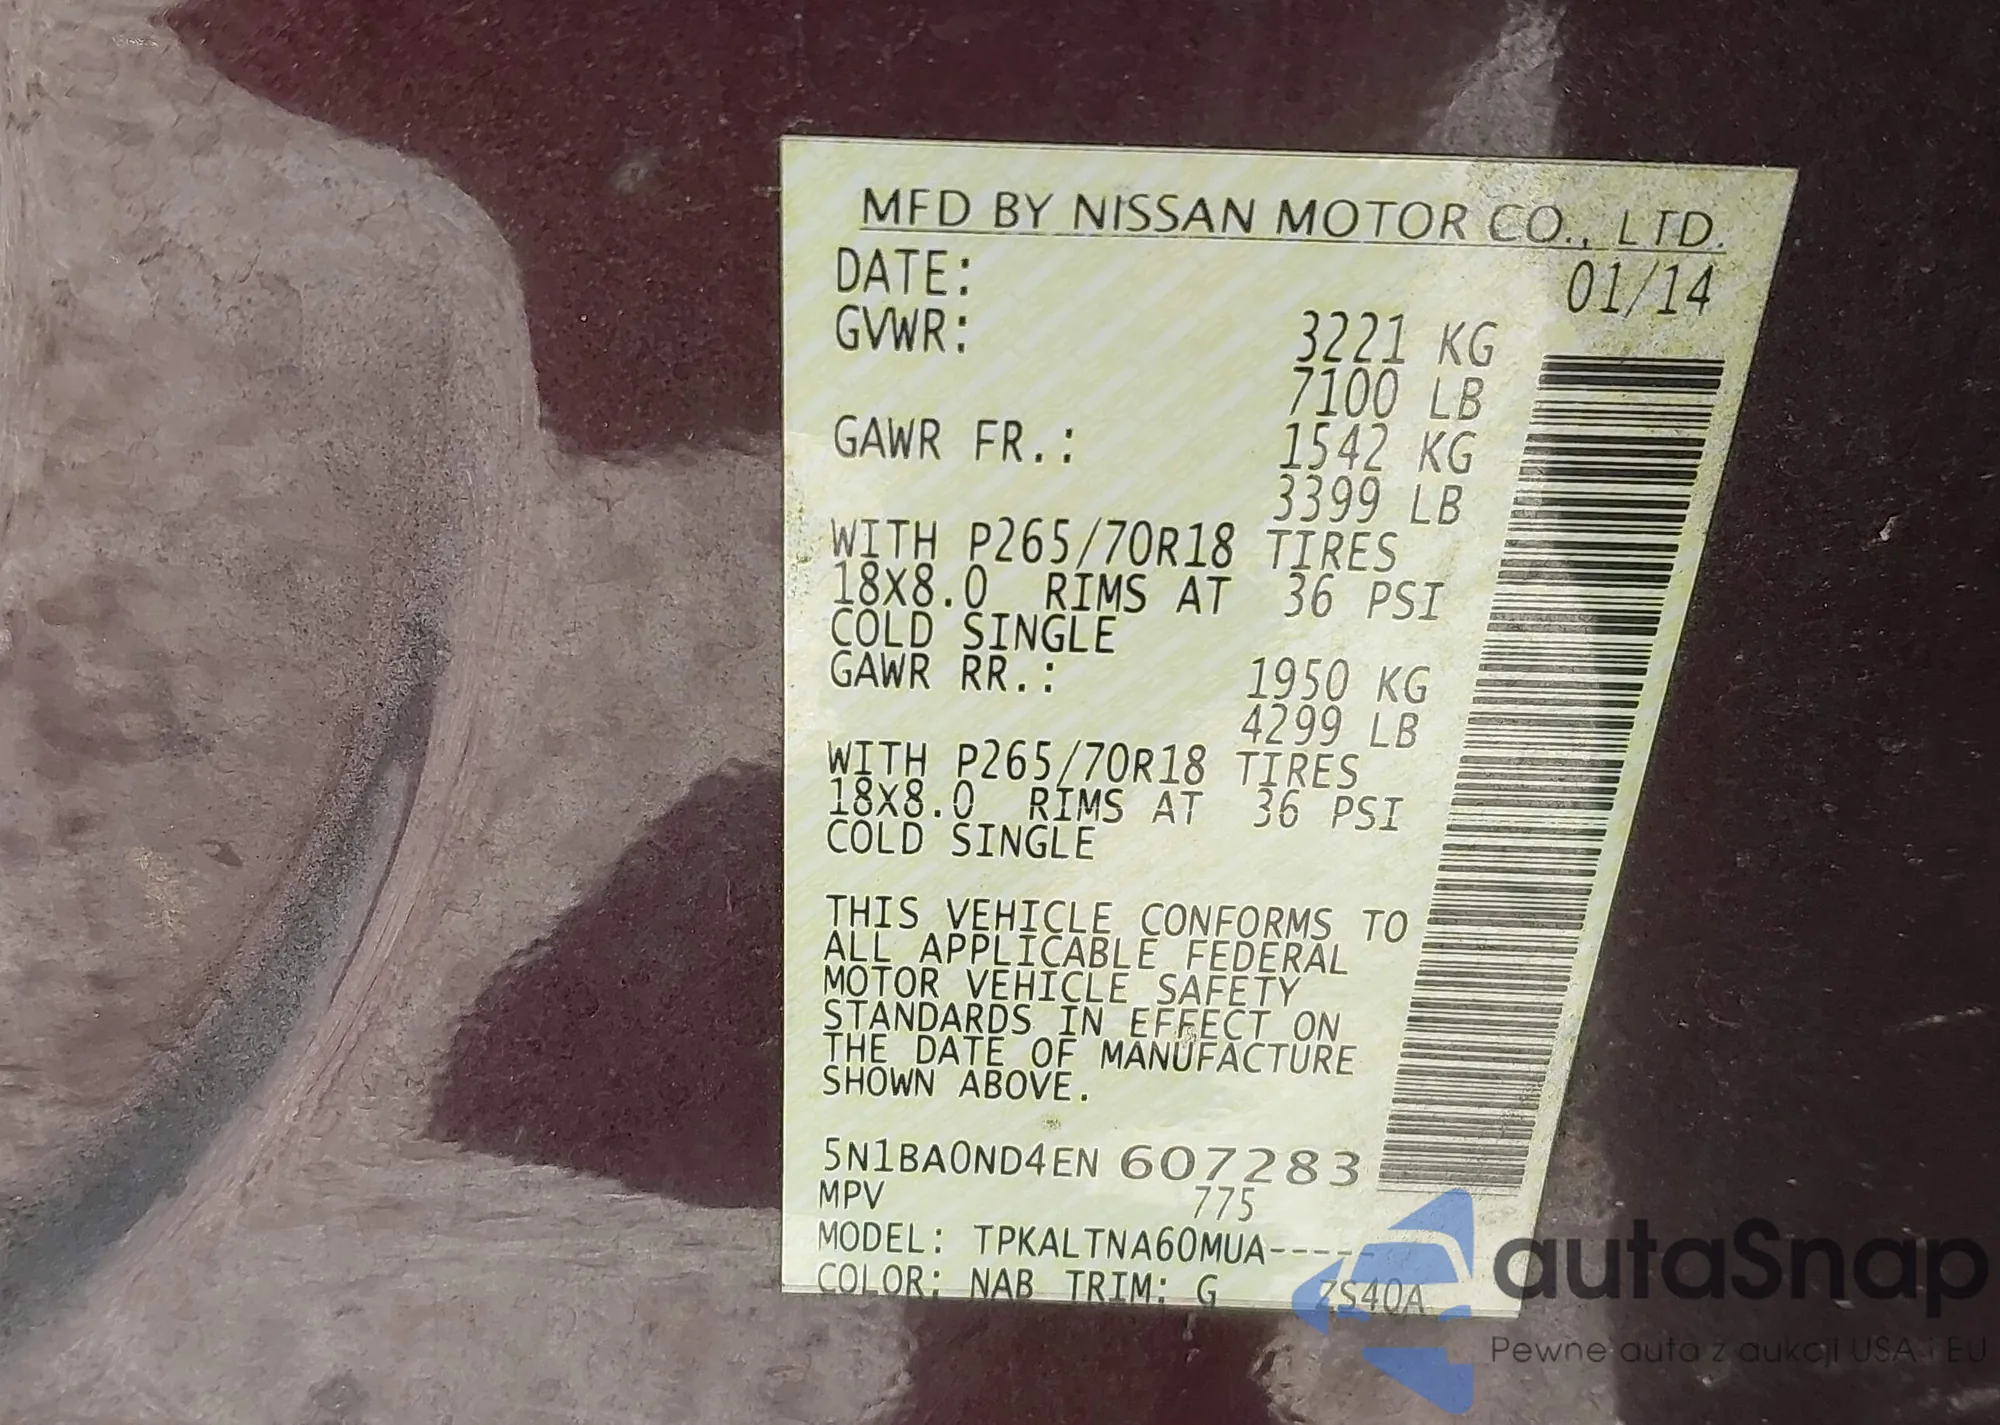 MFD BY NISSAN MOTOR CO., LTD.
DATE: 01/14
GVWR: 3221 KG
7100 LB
GAWR FR.: 1542 KG
3399 LB
WITH P265/70R18 TIRES
18X8.0 RIMS AT 36 PSI
COLD SINGLE
GAWR RR.: 1950 KG
4299 LB
WITH P265/70R18 TIRES
18X8.0 RIMS AT 36 PSI
COLD SINGLE
THIS VEHICLE CONFORMS TO
ALL APPLICABLE FEDERAL
MOTOR VEHICLE SAFETY
STANDARDS IN EFFECT ON
THE DATE OF MANUFACTURE
SHOWN ABOVE.
5N1BA0ND4EN 607283
MPV 775
MODEL: TPKALTNA60MUA-----
COLOR: NAB TRIM: G ZS40A
autaSnap
Pewne auta z aukcji USA i EU